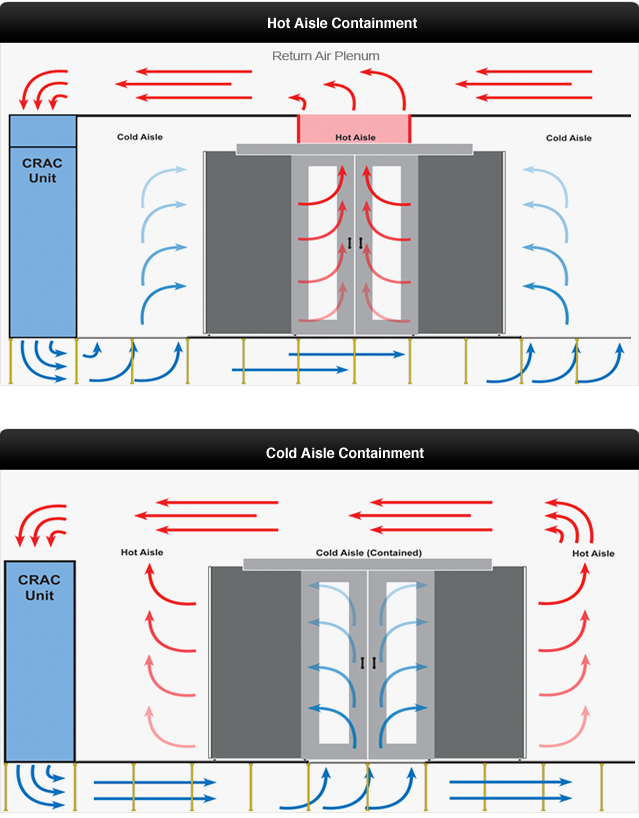 Hot Aisle Containment
Return Air Plenum
Cold Aisle
Hot Aisle
Cold Aisle
CRAC
Unit
Cold Aisle Containment
Hot Aisle
Cold Aisle (Contained)
Hot Aisle
CRAC
Unit